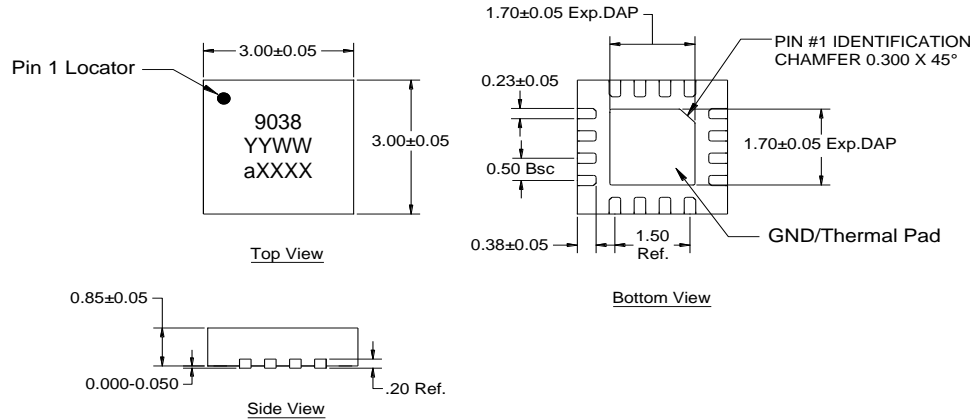 3.00±0.05
Pin 1 Locator
9038
YYWW
aXXXX
3.00±0.05
Top View
1.70±0.05 Exp.DAP
PIN #1 IDENTIFICATION
CHAMFER 0.300 X 45°
0.23±0.05
1.70±0.05 Exp.DAP
0.50 Bsc
GND/Thermal Pad
0.38±0.05
1.50
Ref.
Bottom View
0.85±0.05
0.000-0.050
.20 Ref.
Side View